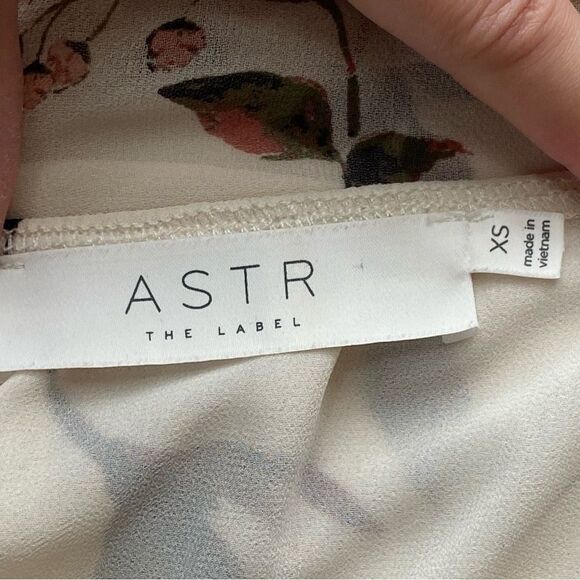 ASTR
THE LABEL
XS
made in
vietnam